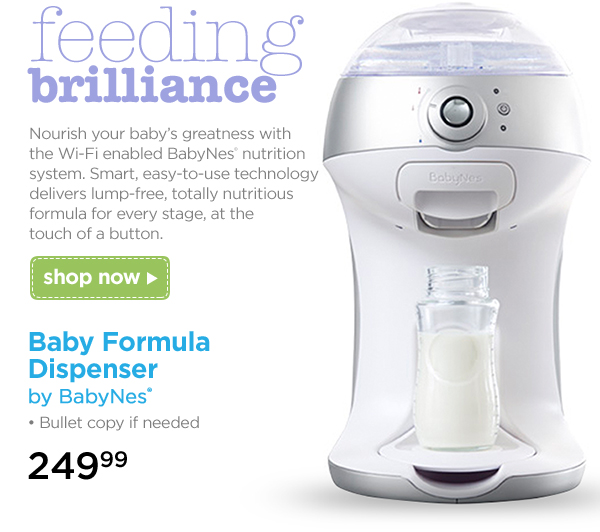 feeding
brilliance
Nourish your baby's greatness with
the Wi-Fi enabled BabyNes® nutrition
system. Smart, easy-to-use technology
delivers lump-free, totally nutritious
formula for every stage, at the
touch of a button.
shop now ▶
Baby Formula
Dispenser
by BabyNes®
• Bullet copy if needed
249⁹⁹
BabyNes